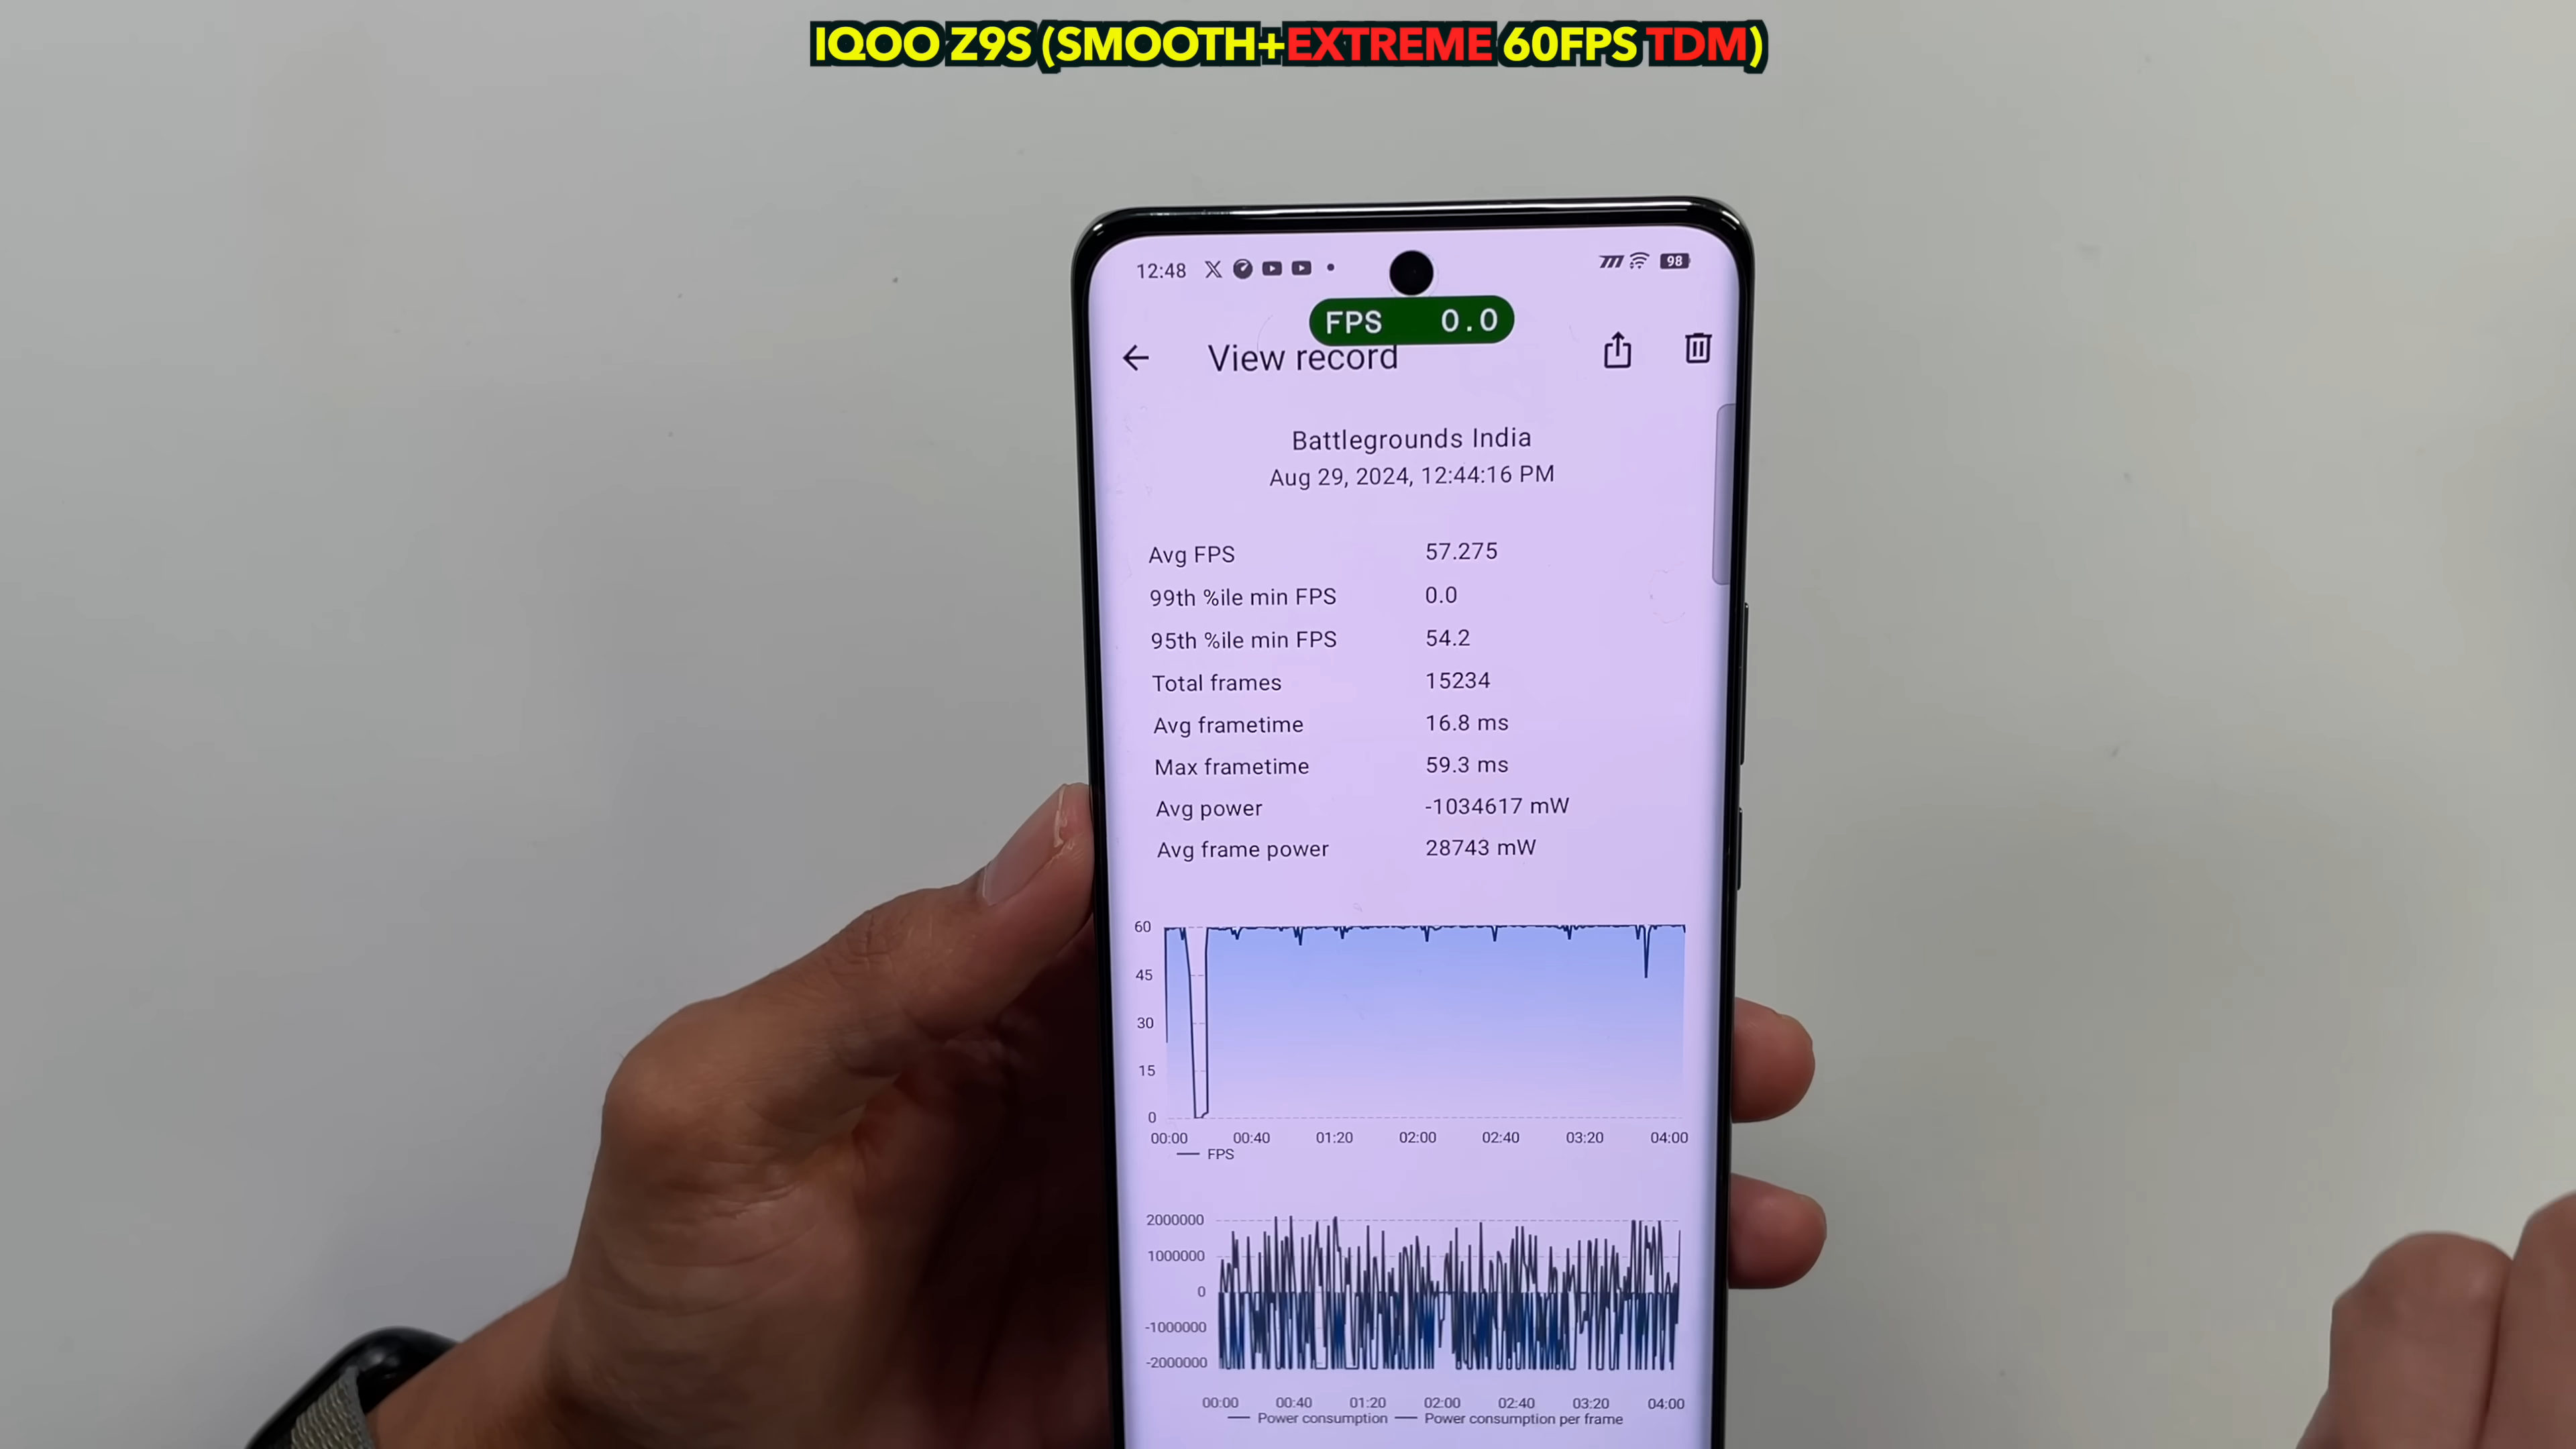 IQOO Z9S (SMOOTH+EXTREME 60FPS TDM)
12:48
98
FPS 0.0
View record
Battlegrounds India
Aug 29, 2024, 12:44:16 PM
Avg FPS 57.275
99th %ile min FPS 0.0
95th %ile min FPS 54.2
Total frames 15234
Avg frametime 16.8 ms
Max frametime 59.3 ms
Avg power -1034617 mW
Avg frame power 28743 mW
60
45
30
15
0
00:00 00:40 01:20 02:00 02:40 03:20 04:00
FPS
2000000
1000000
0
-1000000
-2000000
00:00 00:40 01:20 02:00 02:40 03:20 04:00
Power consumption Power consumption per frame